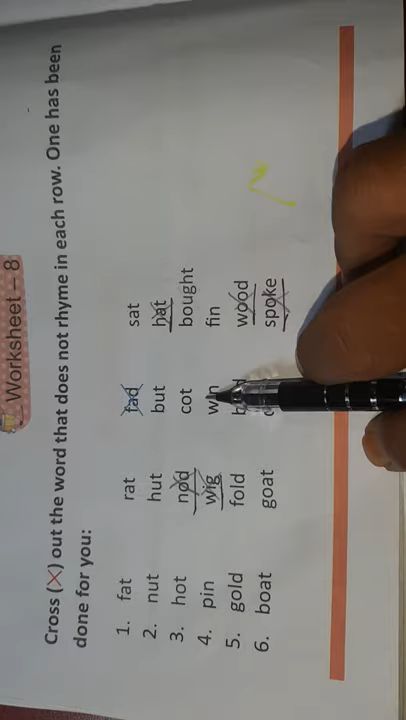 Worksheet – 8
Cross (X) out the word that does not rhyme in each row. One has been
done for you:
1. fat rat fad sat
2. nut hut but hat
3. hot nod cot bought
4. pin wig win fin
5. gold fold wood
6. boat goat spoke